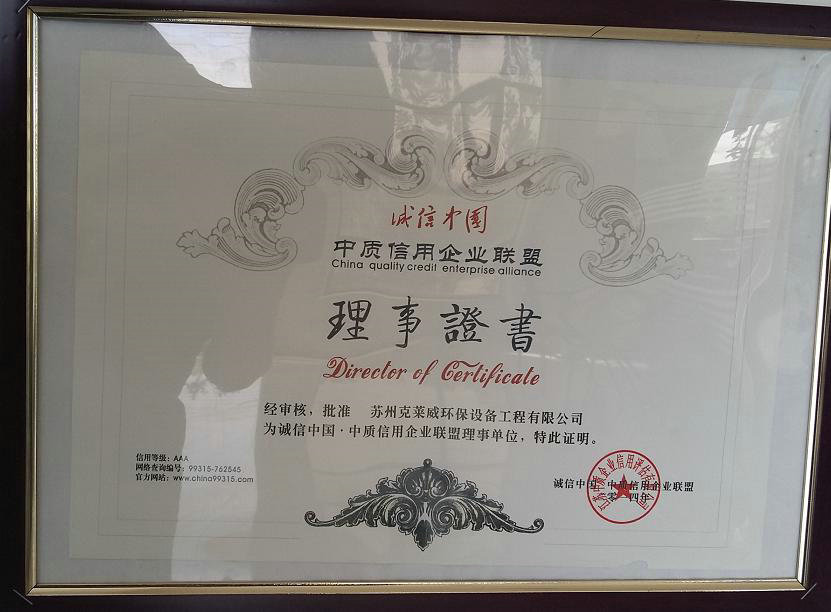 诚信中国
中质信用企业联盟
China quality credit enterprise alliance
理事證書
Director of Certificate
经审核，批准 苏州克莱威环保设备工程有限公司
为诚信中国·中质信用企业联盟理事单位，特此证明。
信用等级：AAA
网络查询编号：99315-762545
官方网站：www.china99315.com
诚信中国 中质信用企业联盟
二零一四年